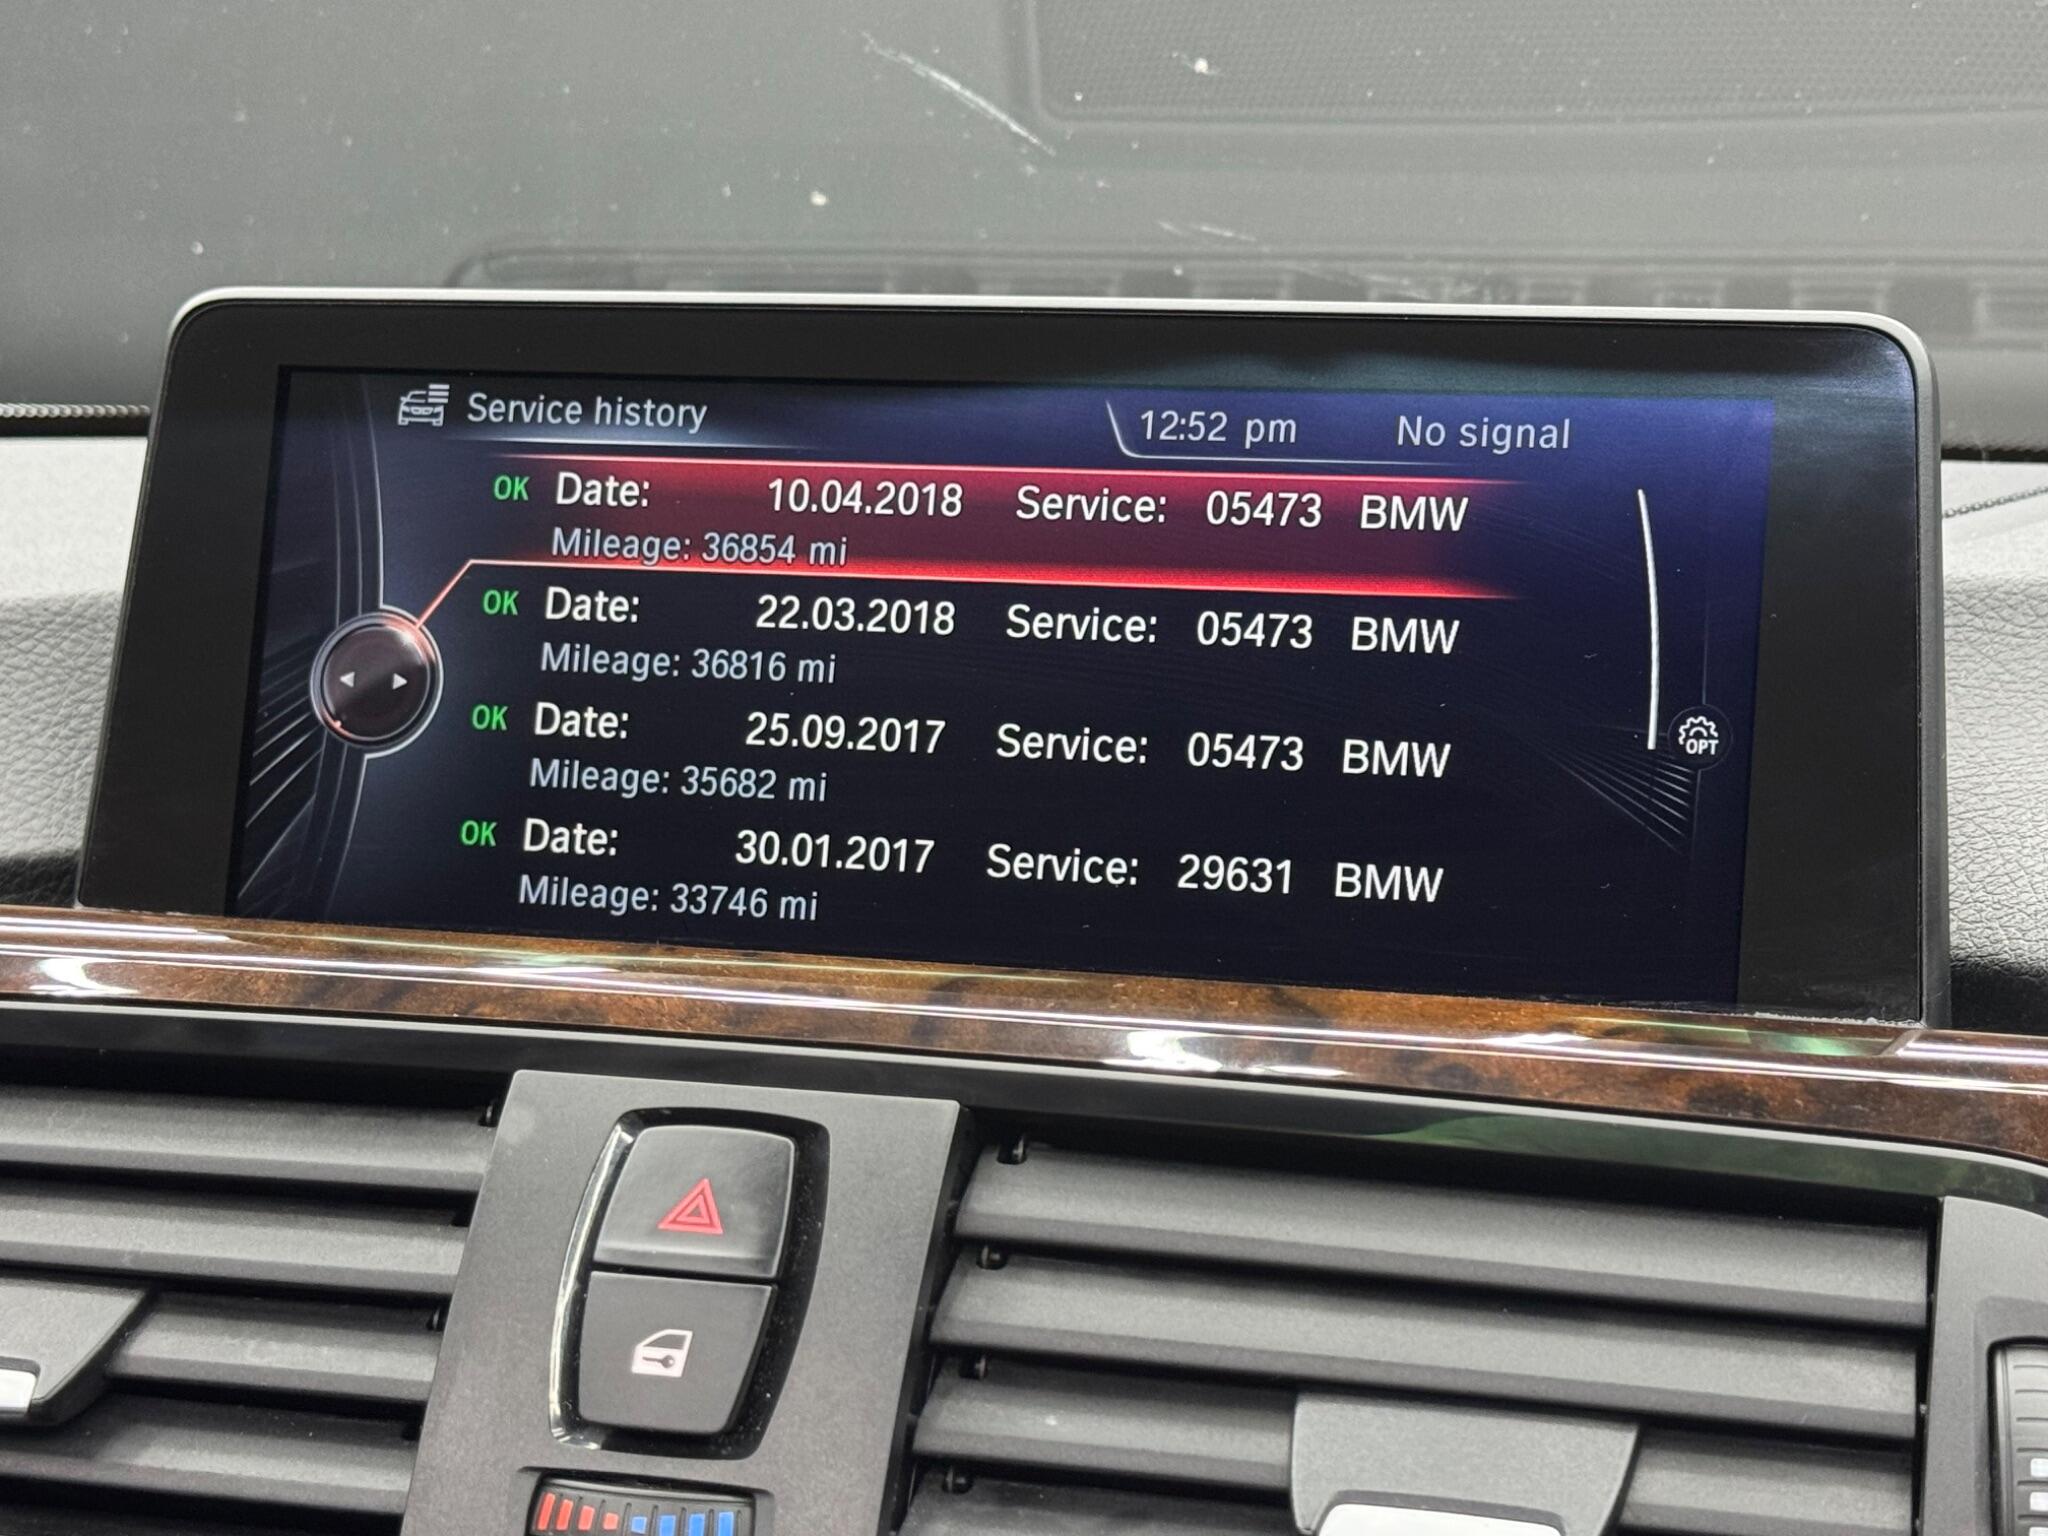 Service history 12:52 pm No signal
OK Date: 10.04.2018 Service: 05473 BMW
Mileage: 36854 mi
OK Date: 22.03.2018 Service: 05473 BMW
Mileage: 36816 mi
OK Date: 25.09.2017 Service: 05473 BMW
Mileage: 35682 mi
OPT
OK Date: 30.01.2017 Service: 29631 BMW
Mileage: 33746 mi